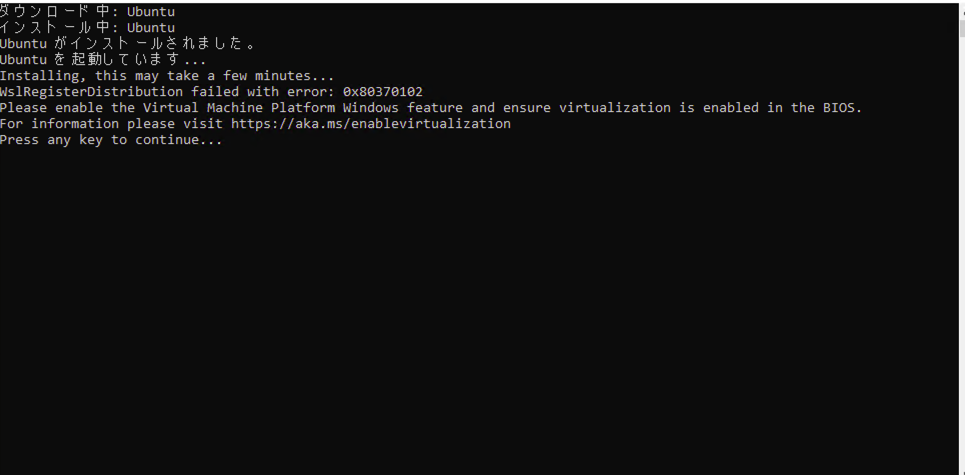 ダウンロード中: Ubuntu
インストール中: Ubuntu
Ubuntu がインストールされました。
Ubuntu を起動しています...
Installing, this may take a few minutes...
WslRegisterDistribution failed with error: 0x80370102
Please enable the Virtual Machine Platform Windows feature and ensure virtualization is enabled in the BIOS.
For information please visit https://aka.ms/enablevirtualization
Press any key to continue...